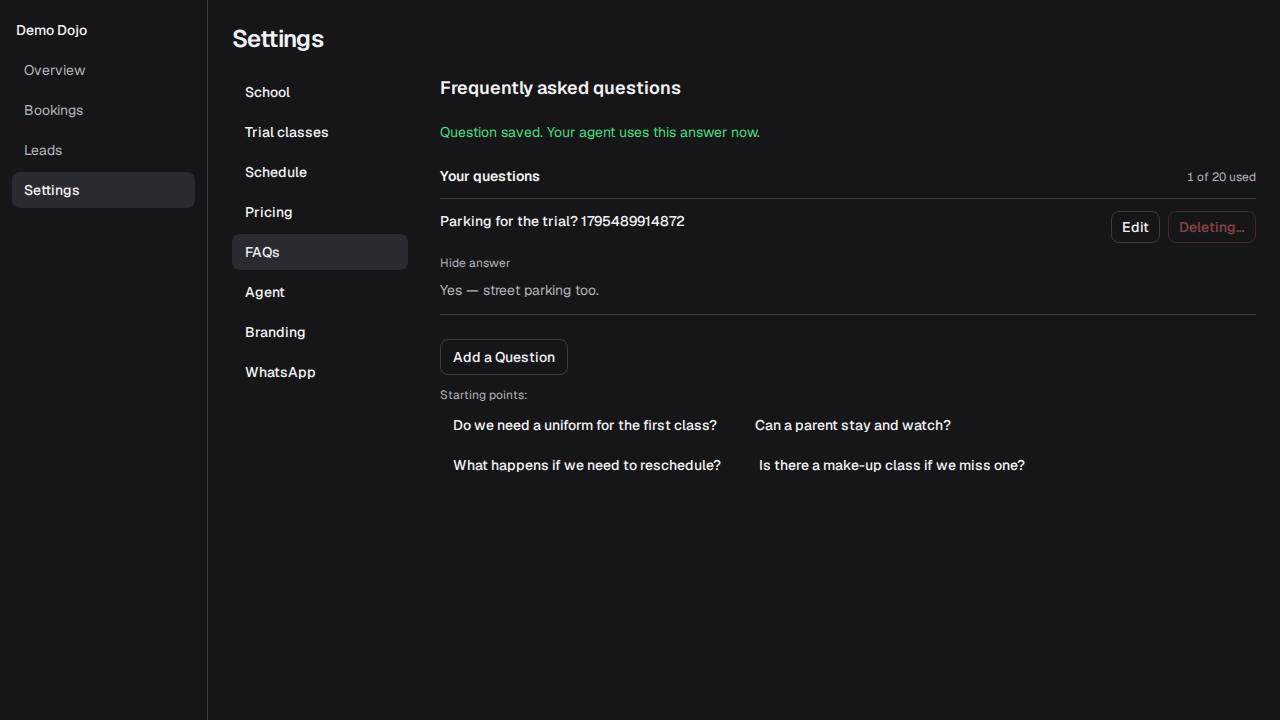 Demo Dojo
Overview
Bookings
Leads
Settings
Settings
School
Trial classes
Schedule
Pricing
FAQs
Agent
Branding
WhatsApp
Frequently asked questions
Question saved. Your agent uses this answer now.
Your questions 1 of 20 used
Parking for the trial? 1795489914872 Edit Deleting...
Hide answer
Yes — street parking too.
Add a Question
Starting points:
Do we need a uniform for the first class? Can a parent stay and watch?
What happens if we need to reschedule? Is there a make-up class if we miss one?